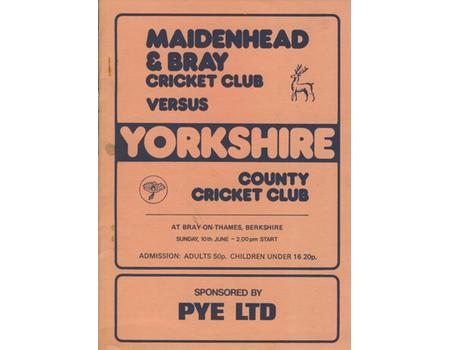 MAIDENHEAD
& BRAY
CRICKET CLUB
VERSUS
YORKSHIRE
COUNTY
CRICKET CLUB
AT BRAY-ON-THAMES, BERKSHIRE
SUNDAY, 10th JUNE – 2.00pm START
ADMISSION: ADULTS 50p. CHILDREN UNDER 16 20p.
SPONSORED BY
PYE LTD